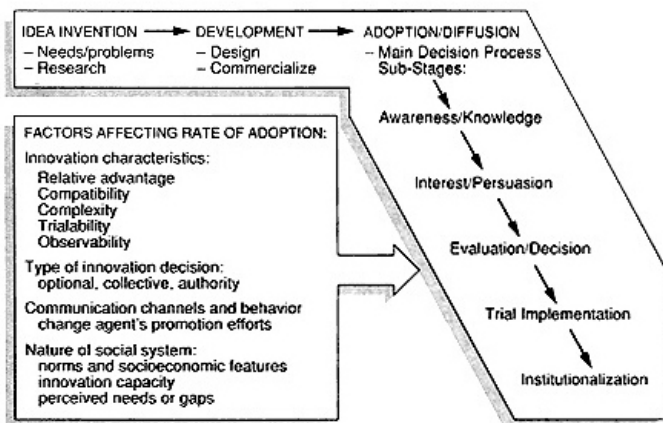 IDEA INVENTION
– Needs/problems
– Research
DEVELOPMENT
– Design
– Commercialize
ADOPTION/DIFFUSION
– Main Decision Process
Sub-Stages:
Awareness/Knowledge
Interest/Persuasion
Evaluation/Decision
Trial Implementation
Institutionalization
FACTORS AFFECTING RATE OF ADOPTION:
Innovation characteristics:
Relative advantage
Compatibility
Complexity
Trialability
Observability
Type of innovation decision:
optional, collective, authority
Communication channels and behavior
change agent's promotion efforts
Nature of social system:
norms and socioeconomic features
innovation capacity
perceived needs or gaps